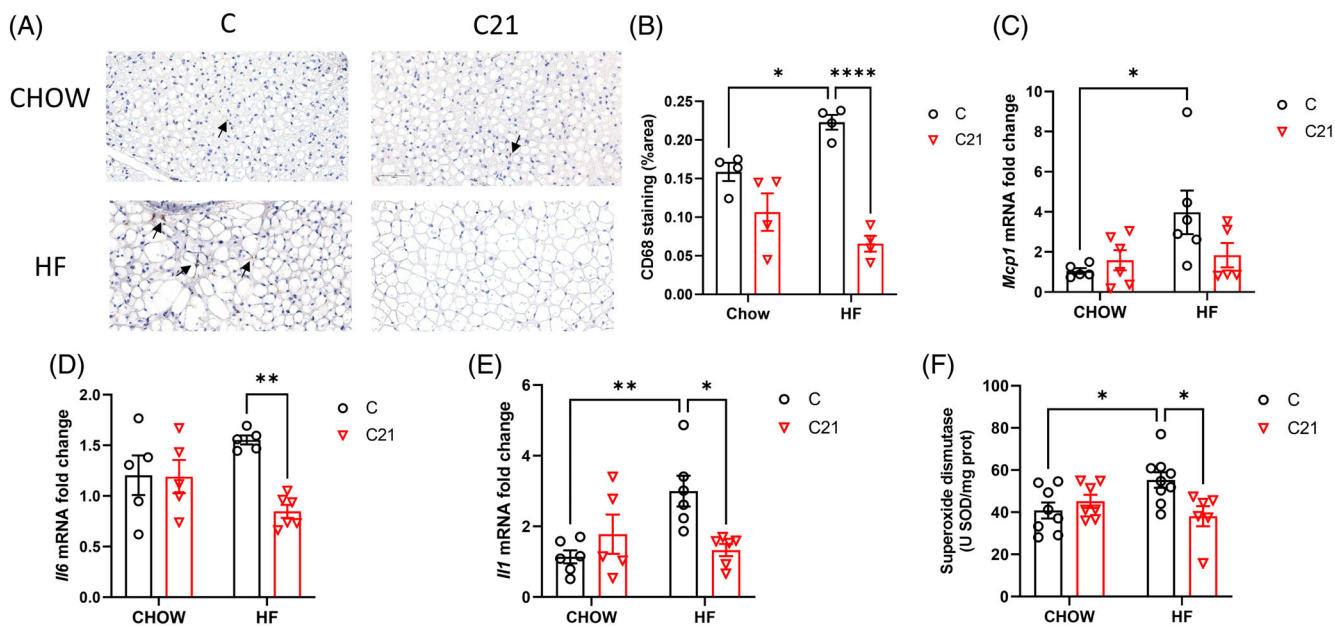 (A)
C
C21
CHOW
HF
(B)
CD68 staining (%area)
0.25
0.20
0.15
0.10
0.05
0.00
*
****
Chow
HF
C
C21
(C)
Mcp1 mRNA fold change
10
8
6
4
2
0
*
CHOW
HF
C
C21
(D)
Il6 mRNA fold change
2.0
1.5
1.0
0.5
0.0
**
CHOW
HF
C
C21
(E)
Il1 mRNA fold change
6
4
2
0
**
*
CHOW
HF
C
C21
(F)
Superoxide dismutase
(U SOD/mg prot)
100
80
60
40
20
0
*
*
CHOW
HF
C
C21